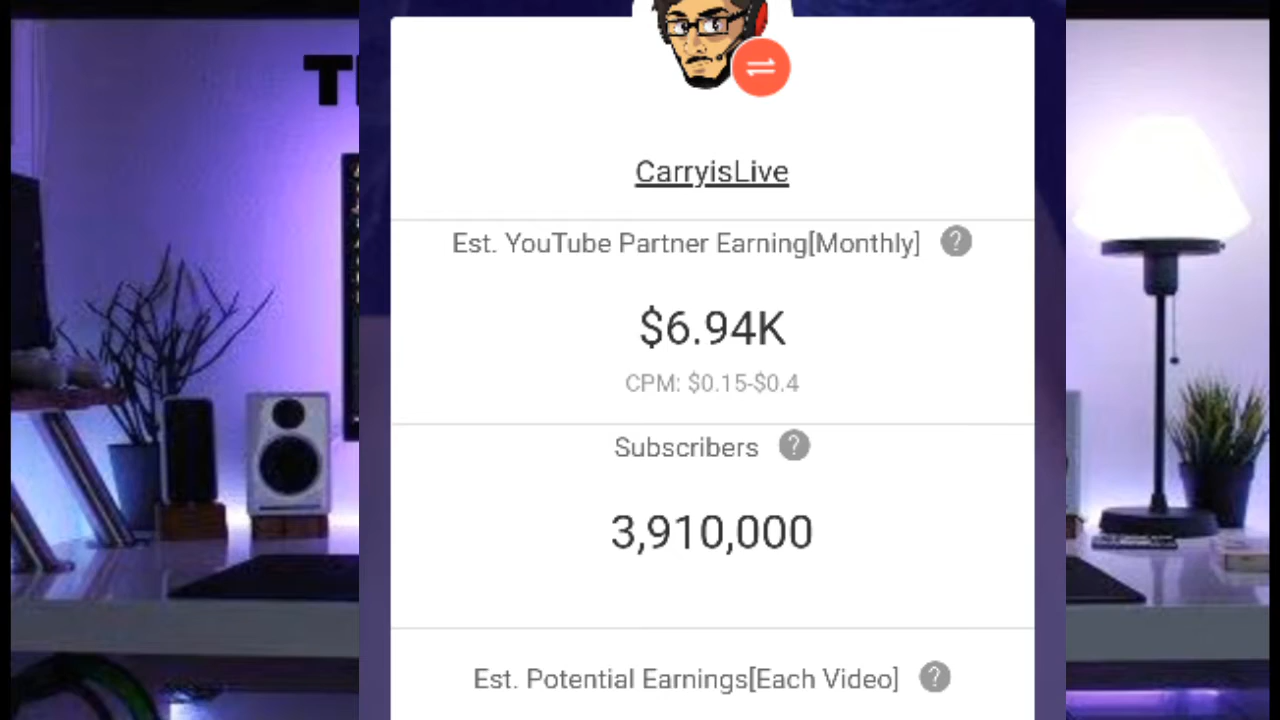 CarryisLive
Est. YouTube Partner Earning[Monthly]
?
$6.94K
CPM: $0.15-$0.4
Subscribers
?
3,910,000
Est. Potential Earnings[Each Video]
?